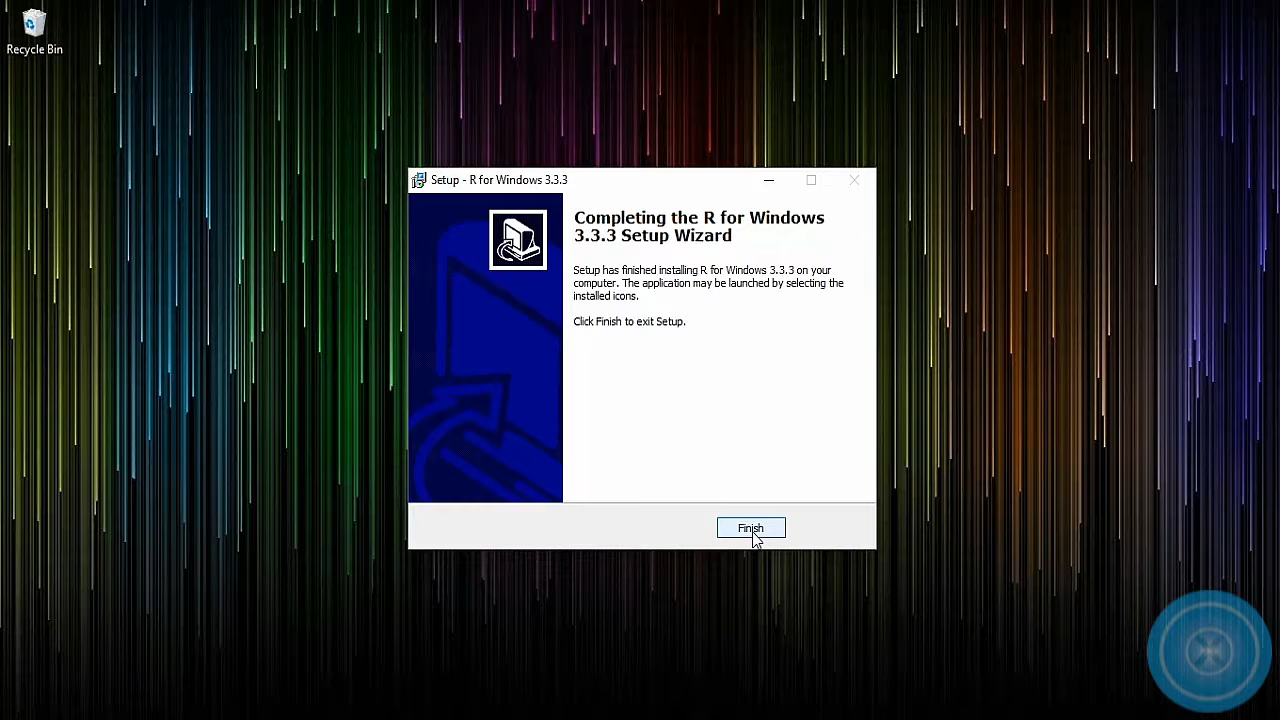 Recycle Bin
Setup - R for Windows 3.3.3
Completing the R for Windows
3.3.3 Setup Wizard
Setup has finished installing R for Windows 3.3.3 on your
computer. The application may be launched by selecting the
installed icons.
Click Finish to exit Setup.
Finish